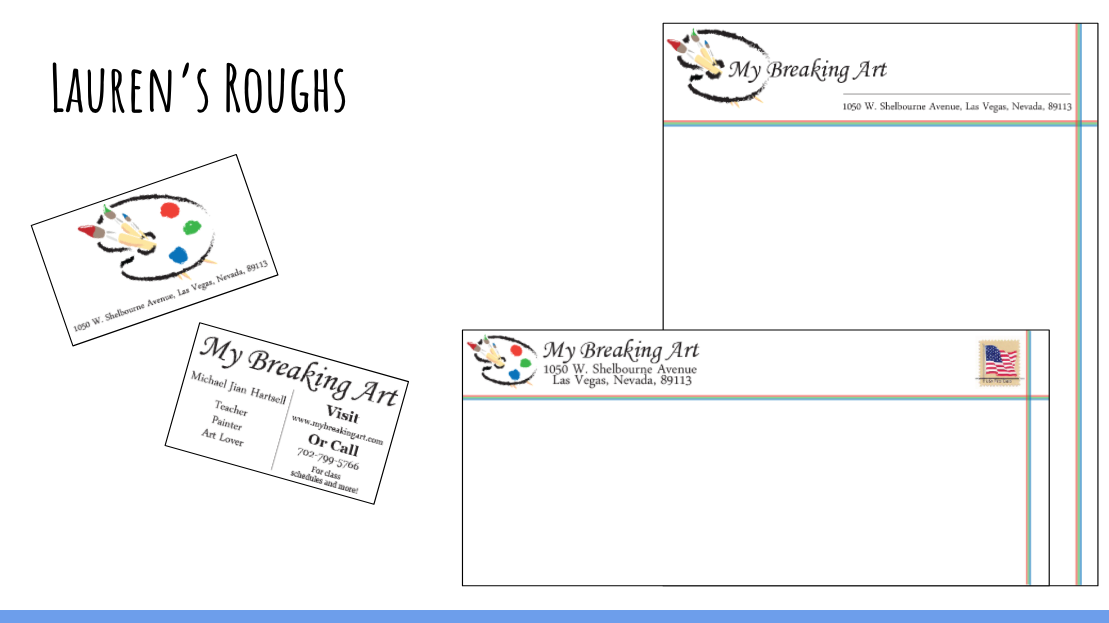 Lauren's Roughs
My Breaking Art
1050 W. Shelbourne Avenue, Las Vegas, Nevada, 89113
1050 W. Shelbourne Avenue, Las Vegas, Nevada, 89113
My Breaking Art
Michael Jian Hartsell
Teacher
Painter
Art Lover
Visit
www.mybreakingart.com
Or Call
702-799-5766
For class
schedules and more!
My Breaking Art
1050 W. Shelbourne Avenue
Las Vegas, Nevada, 89113